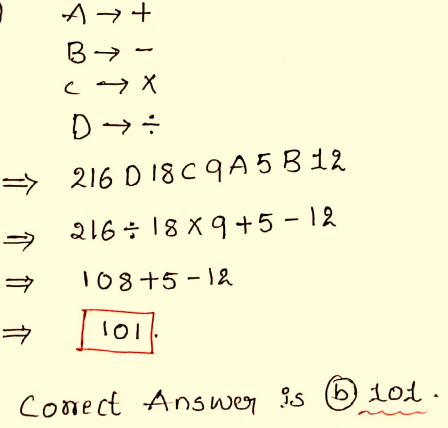 A → +
B → -
C → X
D → ÷
⇒ 216 D 18 C 9 A 5 B 12
⇒ 216 ÷ 18 X 9 + 5 - 12
⇒ 108 + 5 - 12
⇒ 101.
Correct Answer is (b) 101.